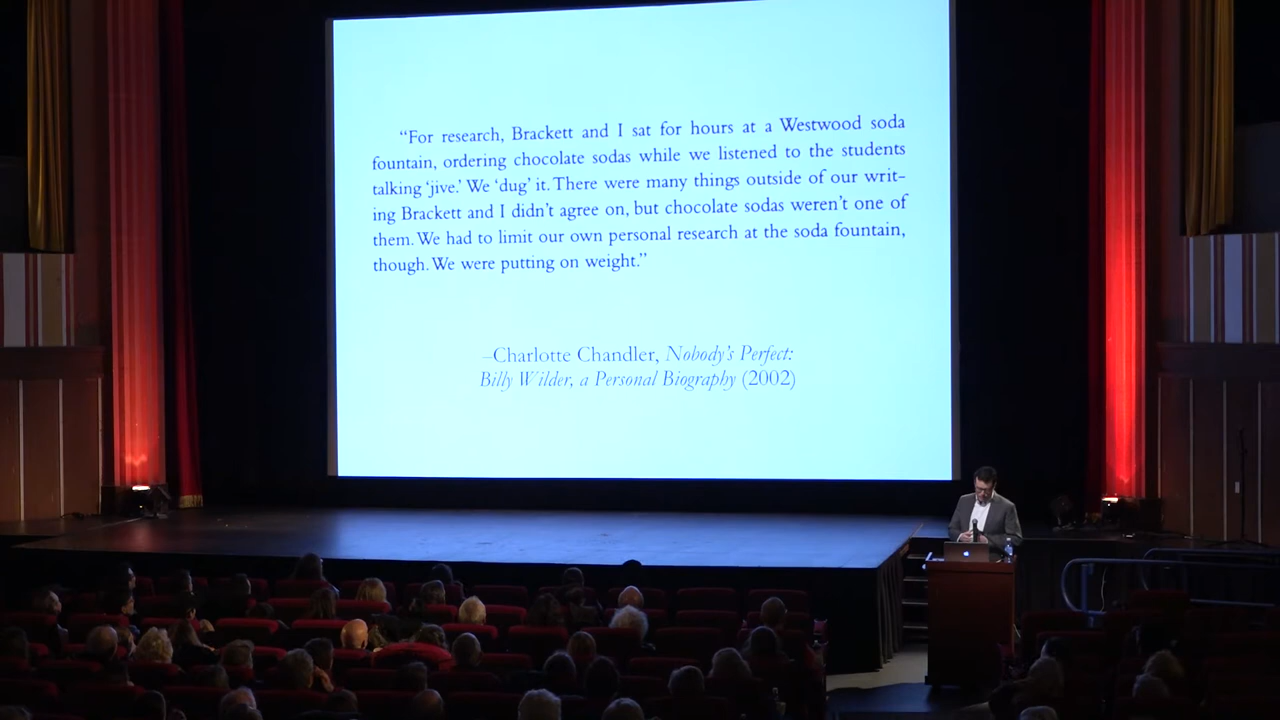 “For research, Brackett and I sat for hours at a Westwood soda
fountain, ordering chocolate sodas while we listened to the students
talking ‘jive.’ We ‘dug’ it. There were many things outside of our writ-
ing Brackett and I didn’t agree on, but chocolate sodas weren’t one of
them. We had to limit our own personal research at the soda fountain,
though. We were putting on weight.”
–Charlotte Chandler, Nobody’s Perfect:
Billy Wilder, a Personal Biography (2002)